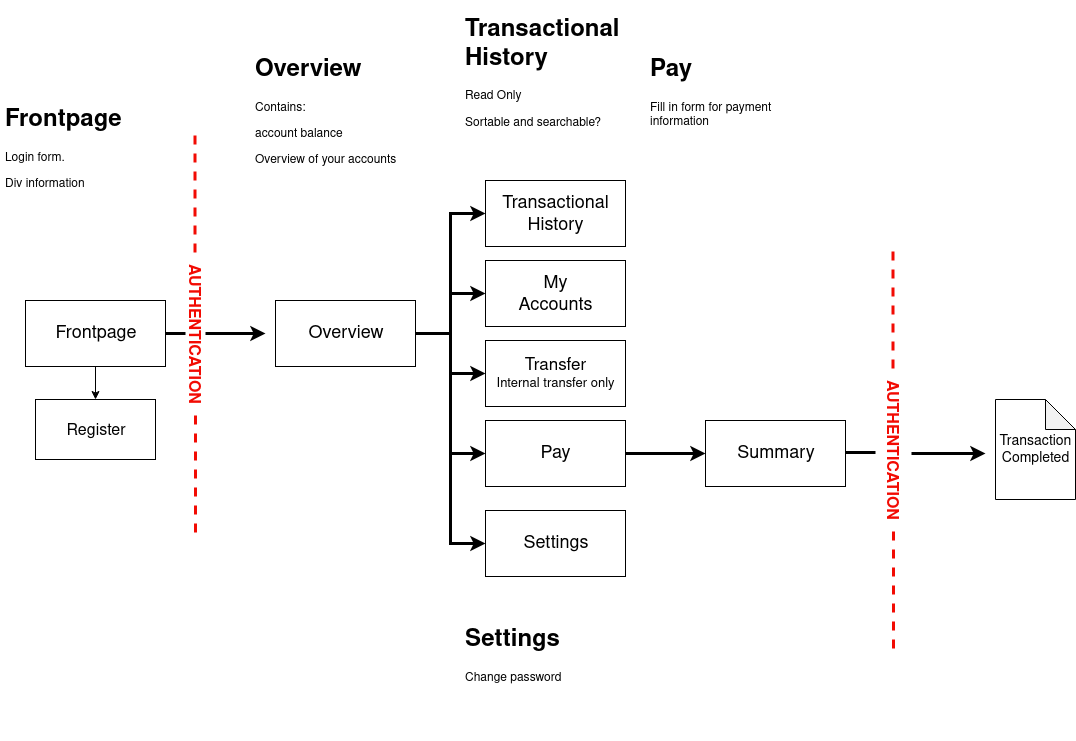 Transactional
History
Read Only
Sortable and searchable?
Overview
Contains:
account balance
Overview of your accounts
Pay
Fill in form for payment
information
Frontpage
Login form.
Div information
AUTHENTICATION
Frontpage
Register
Overview
Transactional
History
My
Accounts
Transfer
Internal transfer only
Pay
Settings
Summary
AUTHENTICATION
Transaction
Completed
Settings
Change password